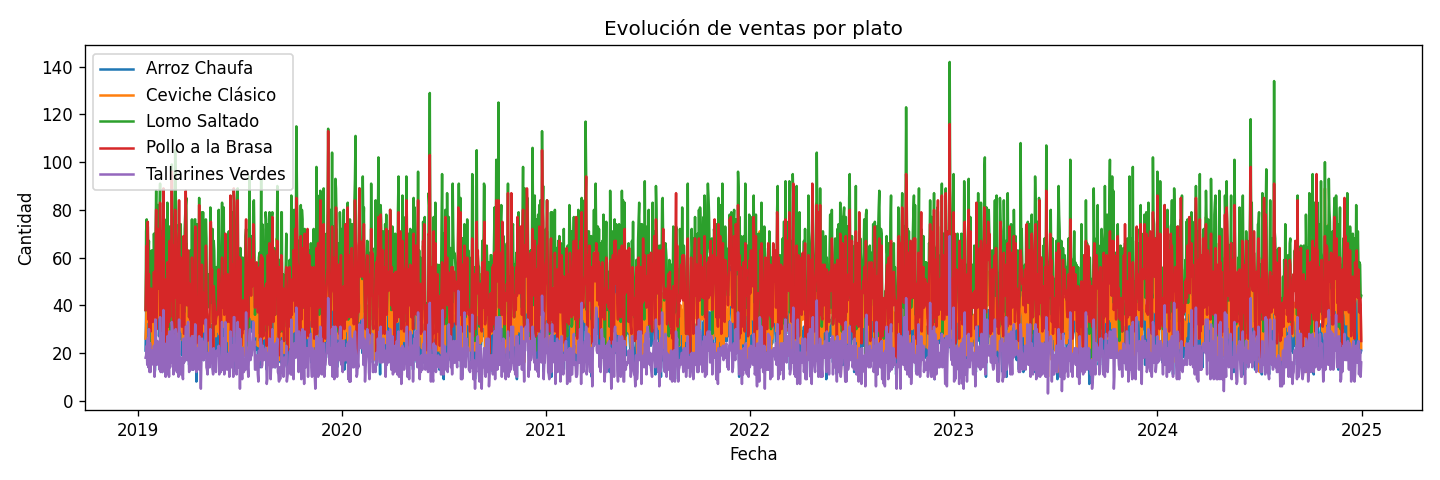 Evolución de ventas por plato
Arroz Chaufa
Ceviche Clásico
Lomo Saltado
Pollo a la Brasa
Tallarines Verdes
Cantidad
140
120
100
80
60
40
20
0
2019
2020
2021
2022
2023
2024
2025
Fecha